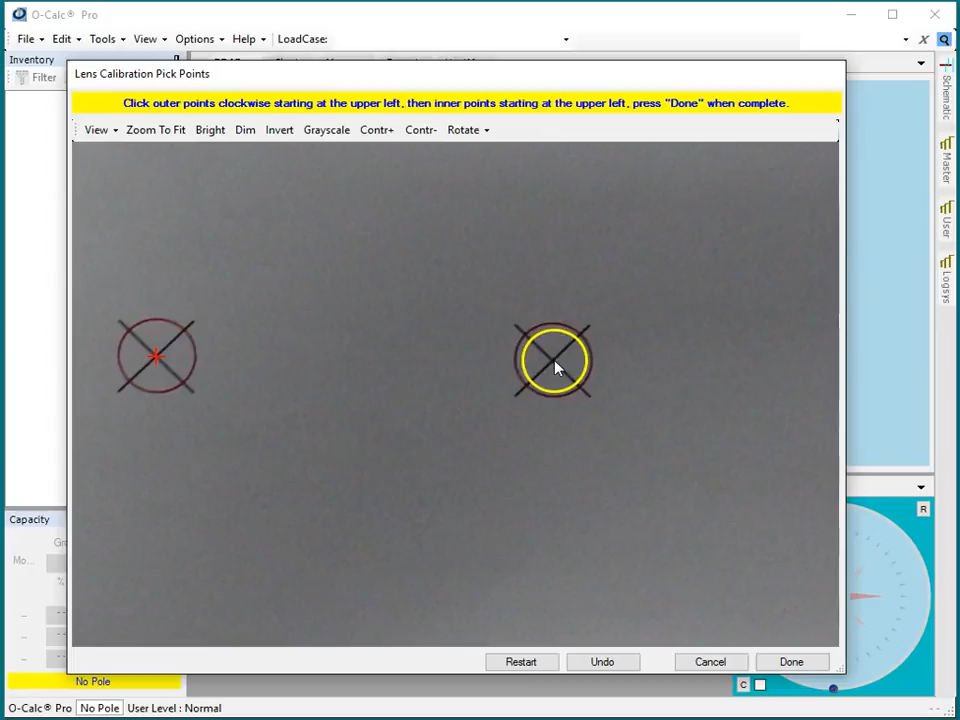 O-Calc® Pro
File Edit Tools View Options Help LoadCase:
Inventory
Filter
Lens Calibration Pick Points
Click outer points clockwise starting at the upper left, then inner points starting at the upper left, press "Done" when complete.
View Zoom To Fit Bright Dim Invert Grayscale Contr+ Contr- Rotate
Schematic
Master
User
Logsys
Capacity
R
Mo...
%
Restart Undo Cancel Done
No Pole
C
O-Calc® Pro No Pole User Level : Normal